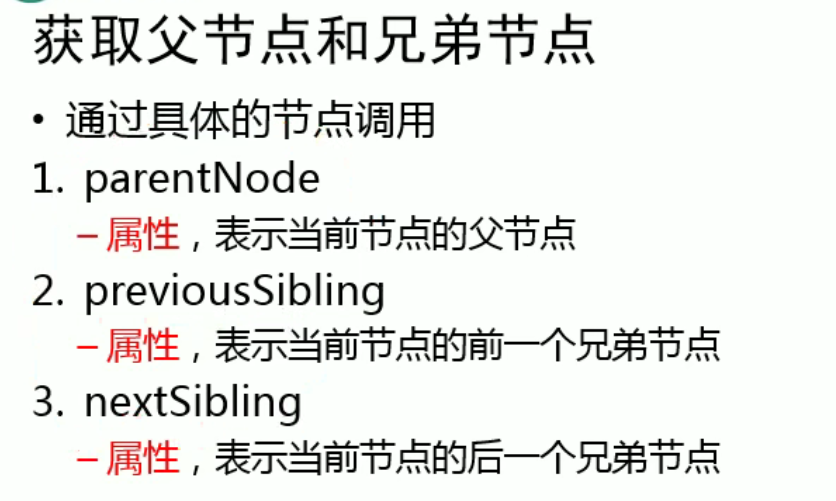 获取父节点和兄弟节点
• 通过具体的节点调用
1. parentNode
– 属性，表示当前节点的父节点
2. previousSibling
– 属性，表示当前节点的前一个兄弟节点
3. nextSibling
– 属性，表示当前节点的后一个兄弟节点